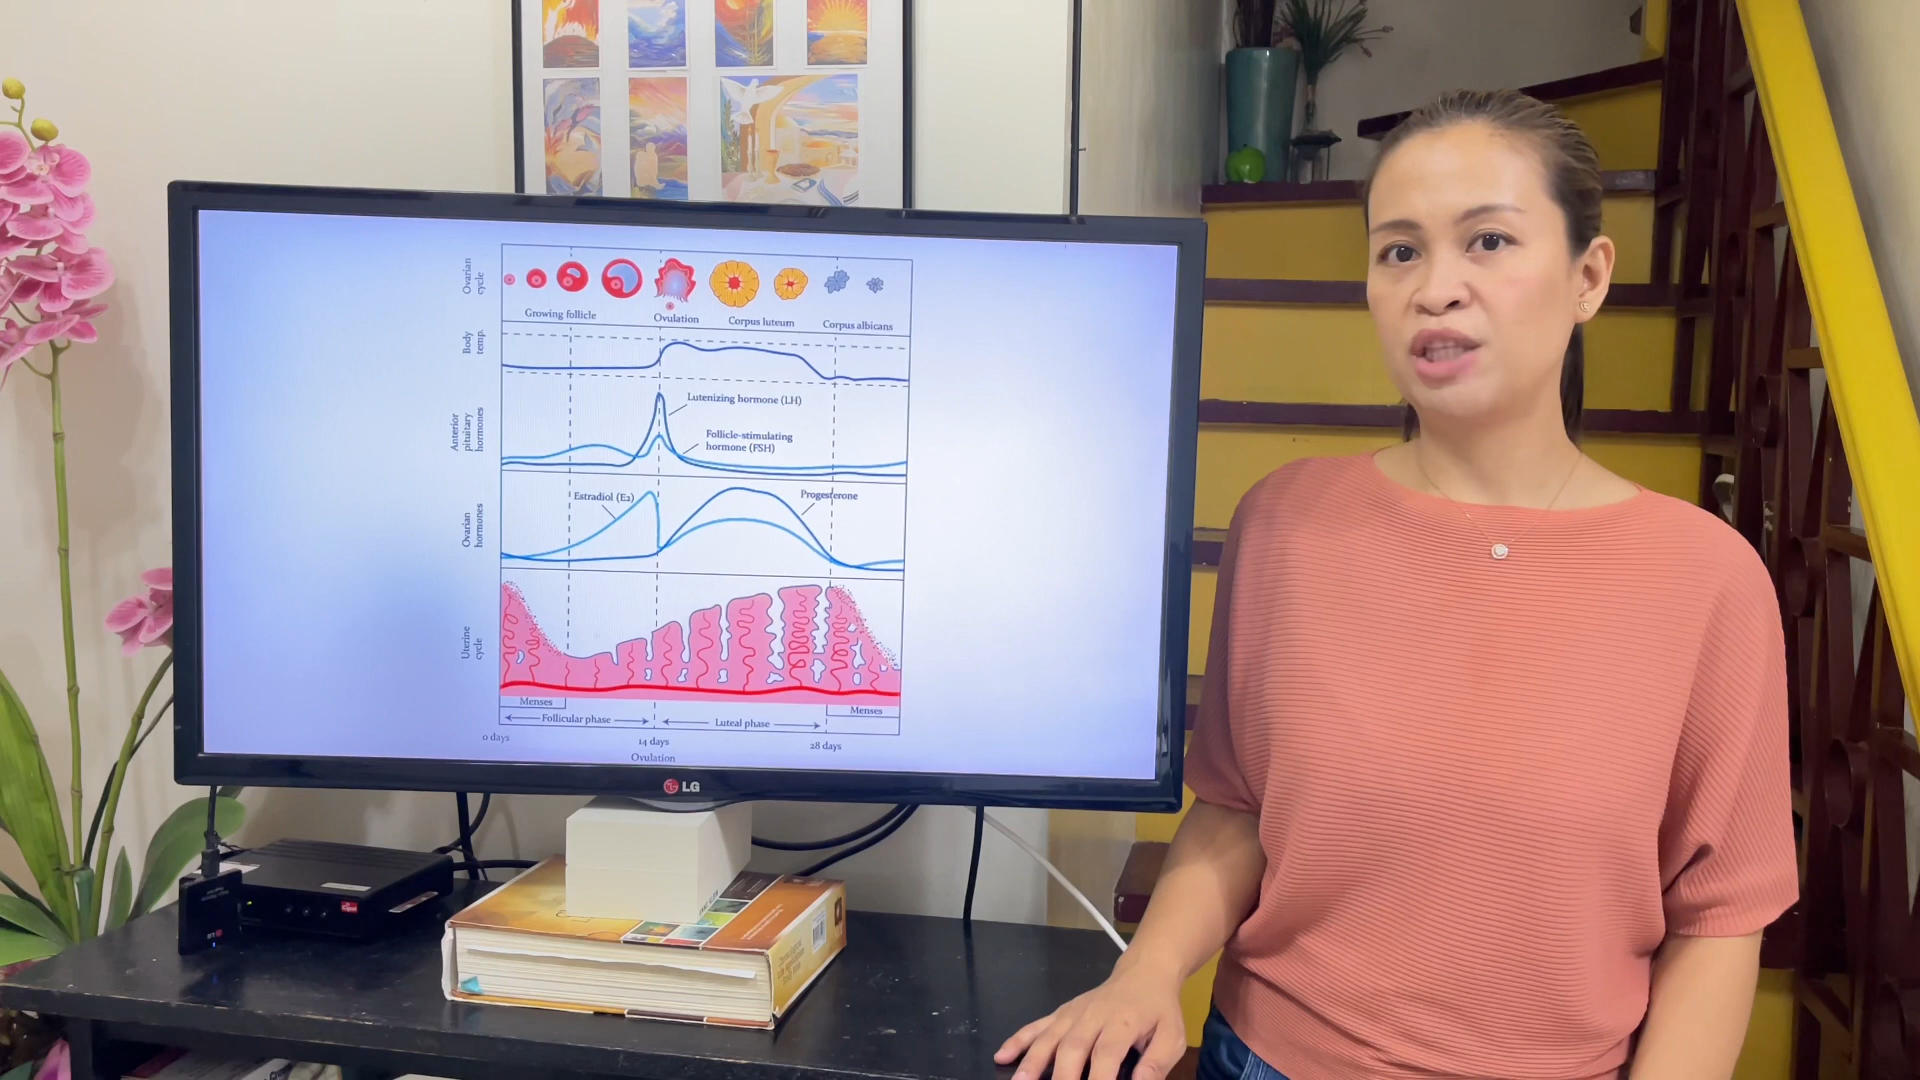 Ovarian
cycle
Growing follicle
Ovulation
Corpus luteum
Corpus albicans
Body
temp.
Anterior
pituitary
hormones
Lutenizing hormone (LH)
Follicle-stimulating
hormone (FSH)
Ovarian
hormones
Estradiol (E2)
Progesterone
Uterine
cycle
Menses
Menses
Follicular phase
Luteal phase
0 days
14 days
28 days
Ovulation
LG